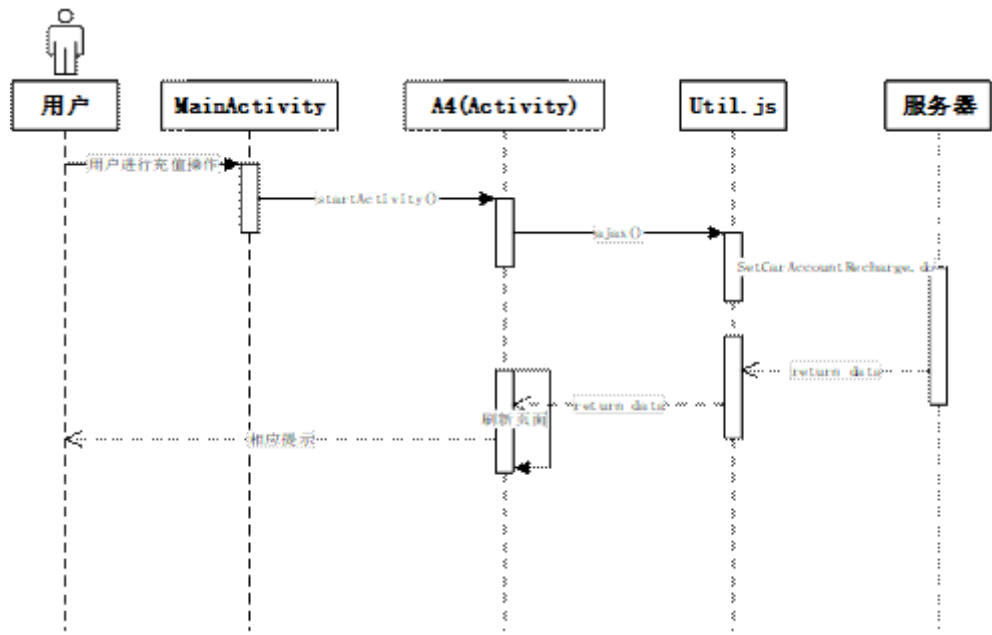 用户
MainActivity
A4(Activity)
Util.js
服务器
用户进行充值操作
startActivity()
ajax()
SetCarAccountRecharge.do
return data
return data
刷新页面
相应提示